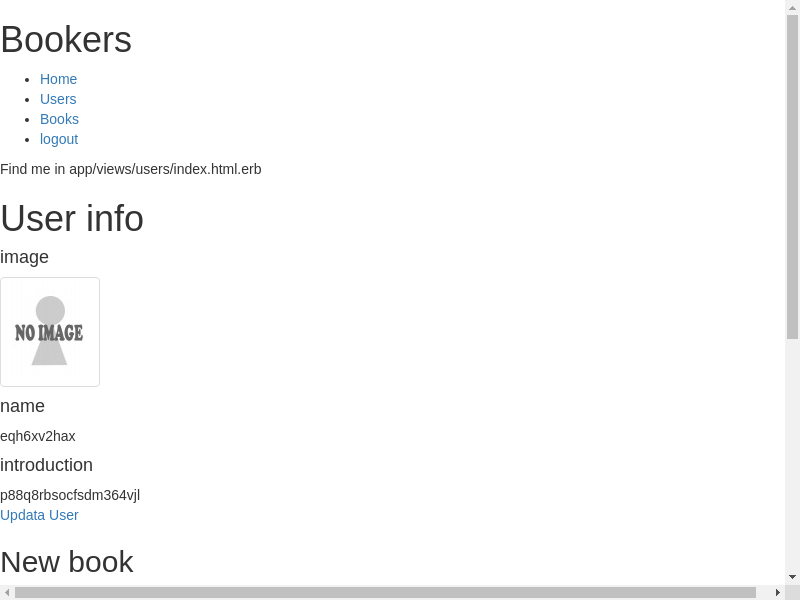 Bookers
Home
Users
Books
logout
Find me in app/views/users/index.html.erb
User info
image
NO IMAGE
name
eqh6xv2hax
introduction
p88q8rbsocfsdm364vjl
Updata User
New book